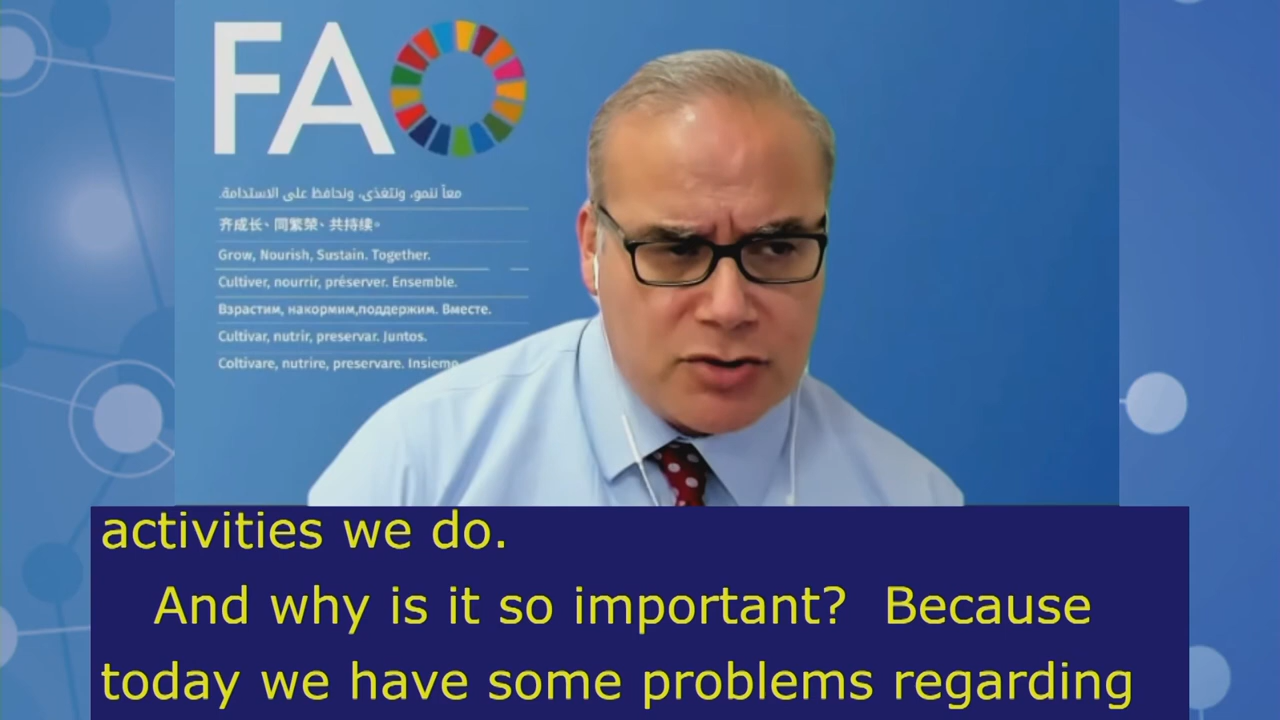 FAO
معاً ننمو، ونتغذى، ونحافظ على الاستدامة.
齐成长、同繁荣、共持续。
Grow, Nourish, Sustain. Together.
Cultiver, nourrir, préserver. Ensemble.
Взрастим, накормим,поддержим. Вместе.
Cultivar, nutrir, preservar. Juntos.
Coltivare, nutrire, preservare. Insieme
activities we do.
And why is it so important? Because
today we have some problems regarding